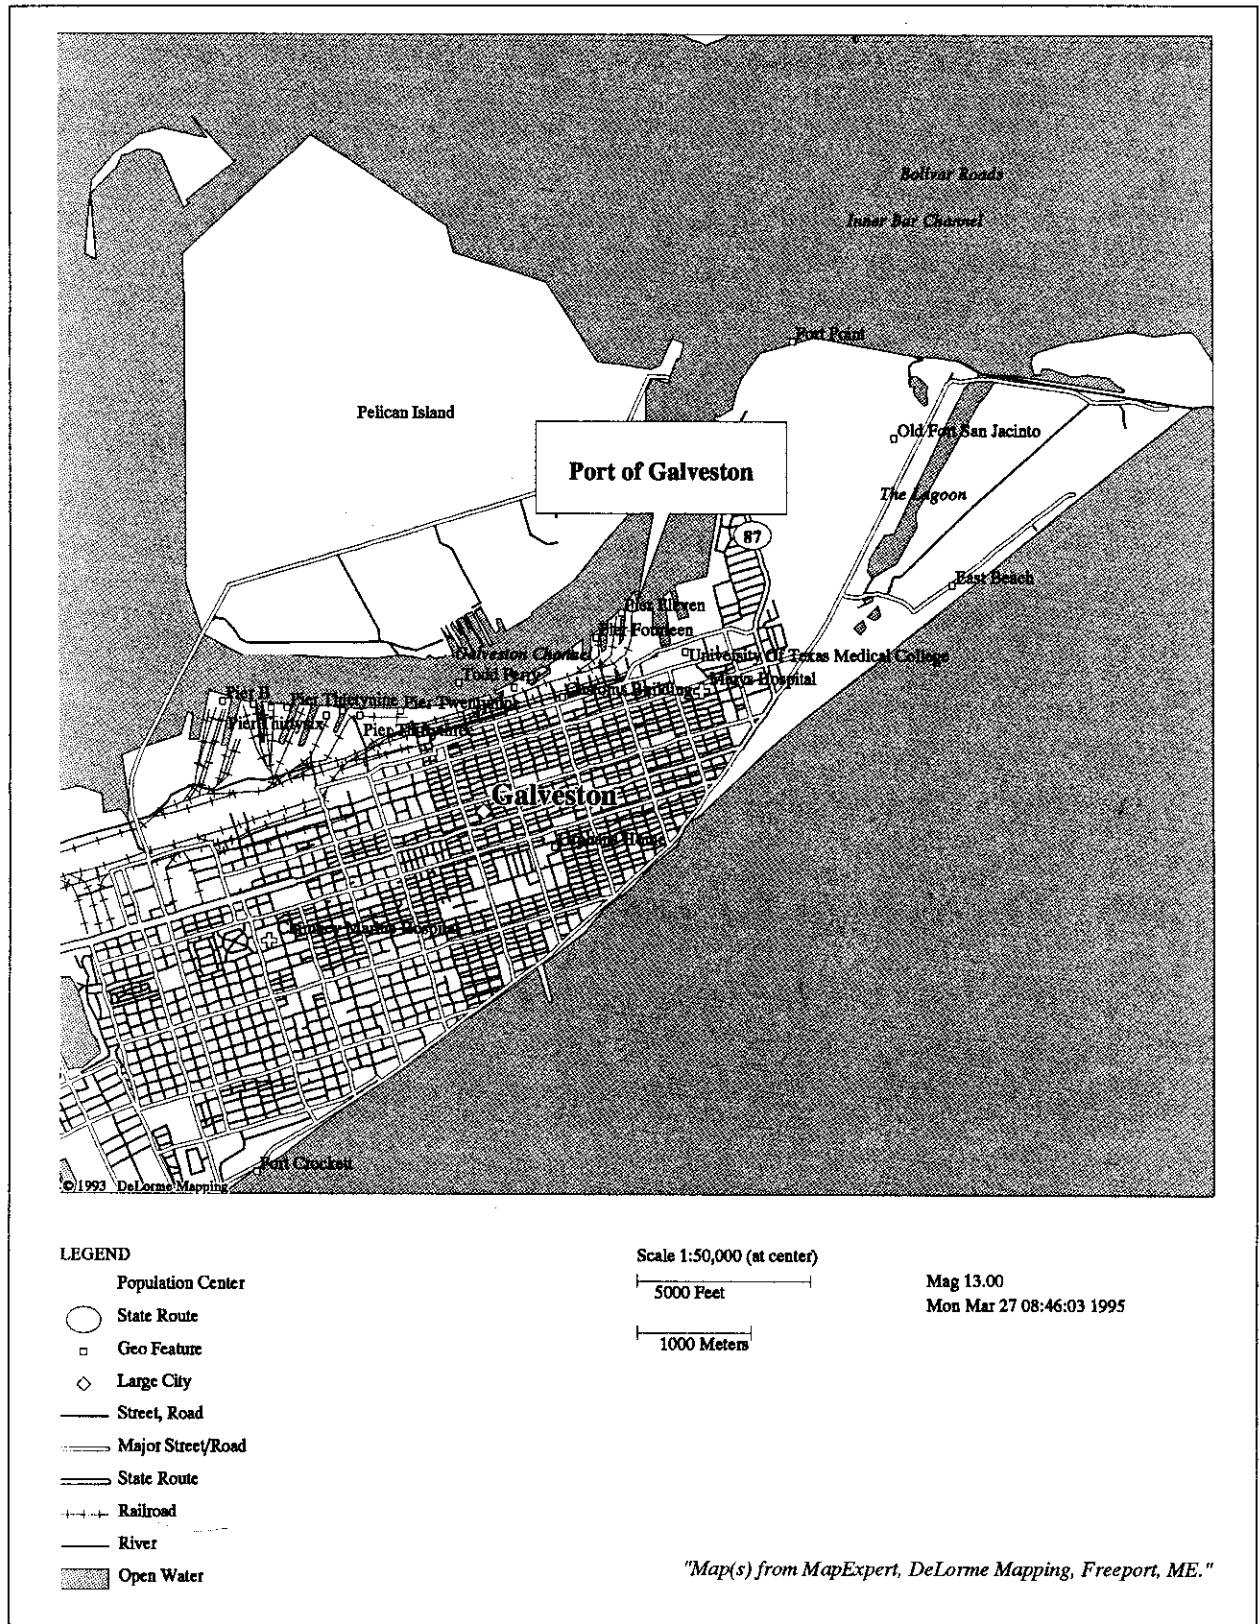 Bolivar Roads
Inner Bar Channel
Fort Point
Pelican Island
Old Fort San Jacinto
Port of Galveston
The Lagoon
87
East Beach
Pier Eleven
Pier Fourteen
Galveston Channel
University Of Texas Medical College
Todd Ferry
Marys Hospital
Customs Building
Pier B
Pier Thirtynine
Pier Thirtysix
Galveston
Fort Crockett
© 1993 DeLorme Mapping
LEGEND
Population Center
State Route
Geo Feature
Large City
Street, Road
Major Street/Road
State Route
Railroad
River
Open Water
Scale 1:50,000 (at center)
5000 Feet
1000 Meters
Mag 13.00
Mon Mar 27 08:46:03 1995
"Map(s) from MapExpert, DeLorme Mapping, Freeport, ME."